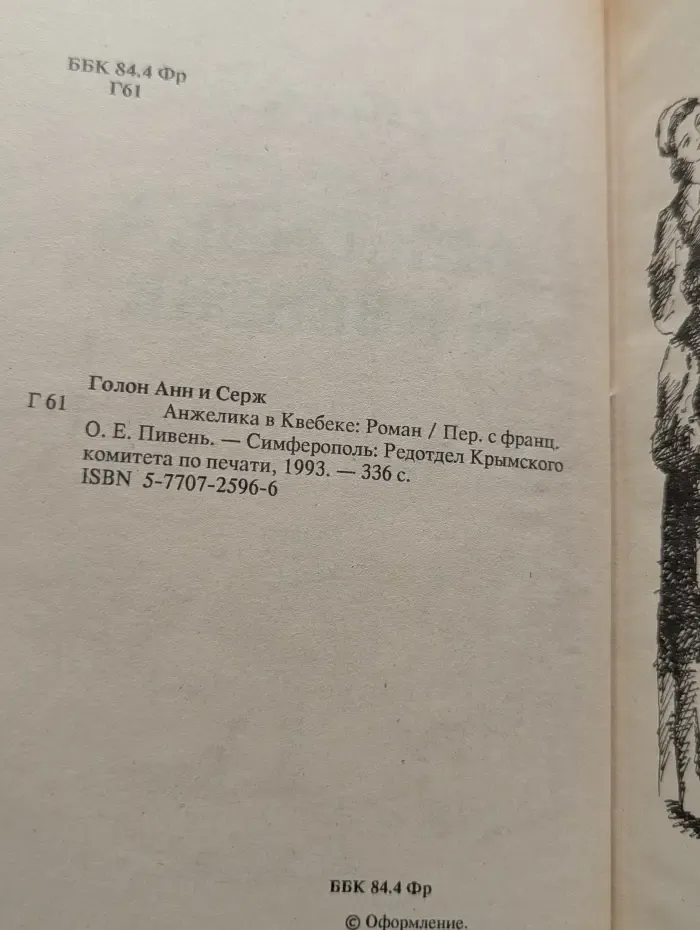 ББК 84.4 Фр
Г61
Голон Анн и Серж
Г 61 Анжелика в Квебеке: Роман / Пер. с франц.
О. Е. Пивень. — Симферополь: Редотдел Крымского
комитета по печати, 1993. — 336 с.
ISBN 5-7707-2596-6
ББК 84.4 Фр
© Оформление.